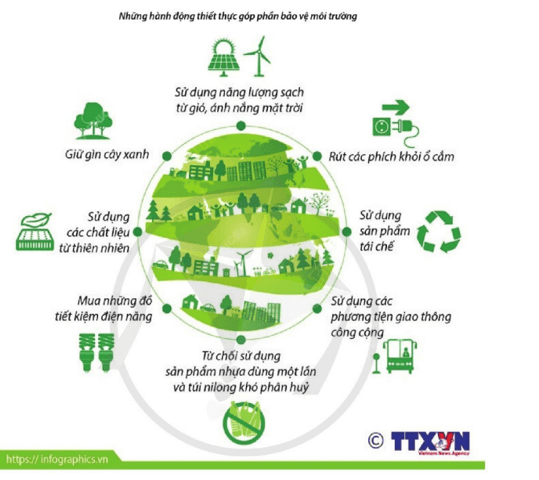 Những hành động thiết thực góp phần bảo vệ môi trường
Sử dụng năng lượng sạch
từ gió, ánh nắng mặt trời
Giữ gìn cây xanh
Rút các phích khỏi ổ cắm
Sử dụng
các chất liệu
từ thiên nhiên
Sử dụng
sản phẩm
tái chế
Mua những đồ
tiết kiệm điện năng
Sử dụng các
phương tiện giao thông
công cộng
Từ chối sử dụng
sản phẩm nhựa dùng một lần
và túi nilong khó phân huỷ
© TTXVN
Vietnam News Agency
https:// infographics.vn